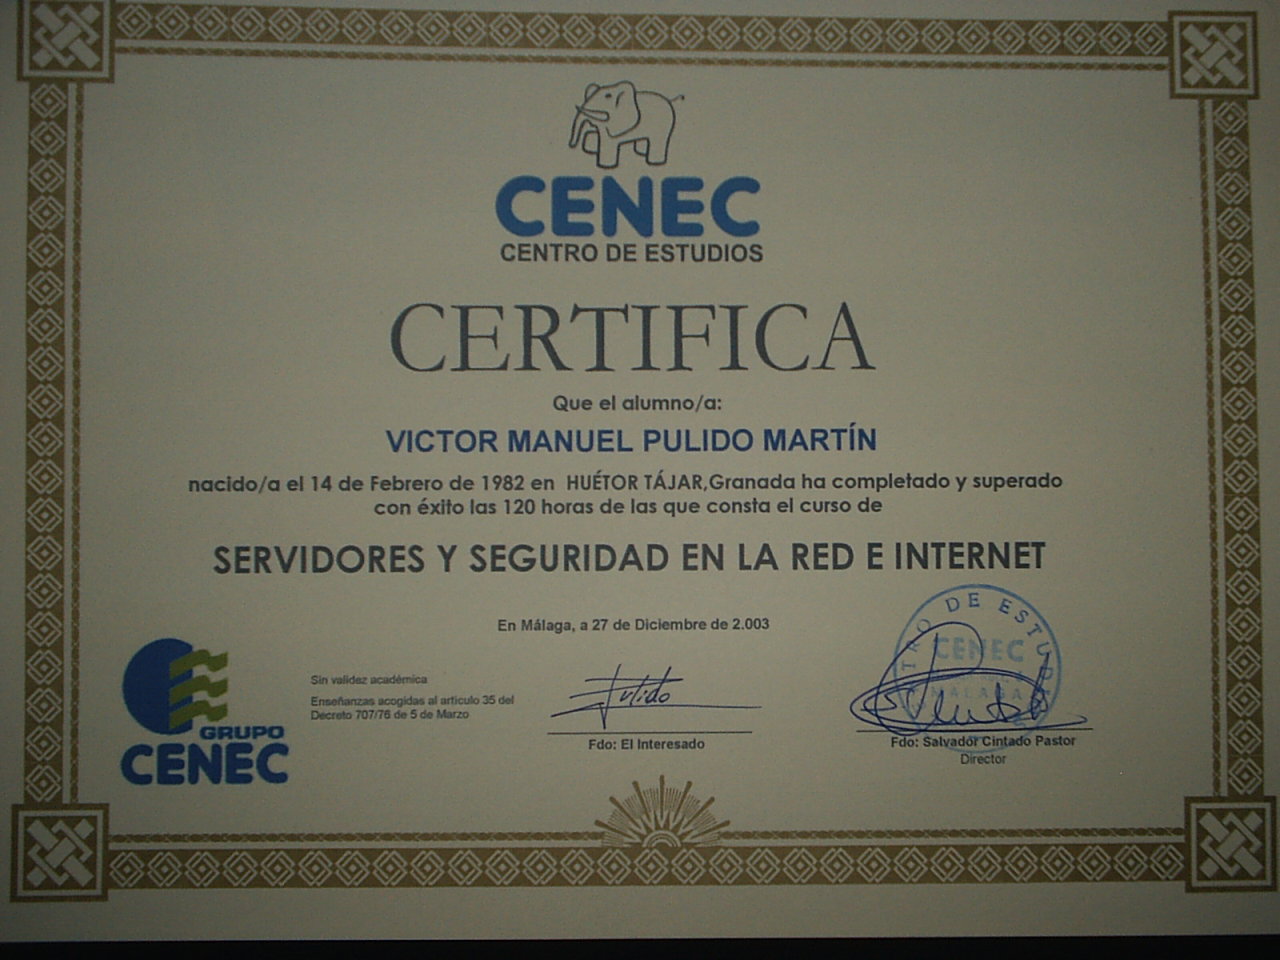 CENEC
CENTRO DE ESTUDIOS
CERTIFICA
Que el alumno/a:
VICTOR MANUEL PULIDO MARTÍN
nacido/a el 14 de Febrero de 1982 en HUÉTOR TÁJAR,Granada ha completado y superado
con éxito las 120 horas de las que consta el curso de
SERVIDORES Y SEGURIDAD EN LA RED E INTERNET
En Málaga, a 27 de Diciembre de 2.003
Sin validez académica
Enseñanzas acogidas al articulo 35 del
Decreto 707/76 de 5 de Marzo
GRUPO
CENEC
Pulido
Fdo: El Interesado
TRO DE ESTUD
CENEC
MALAGA
Fdo: Salvador Cintado Pastor
Director